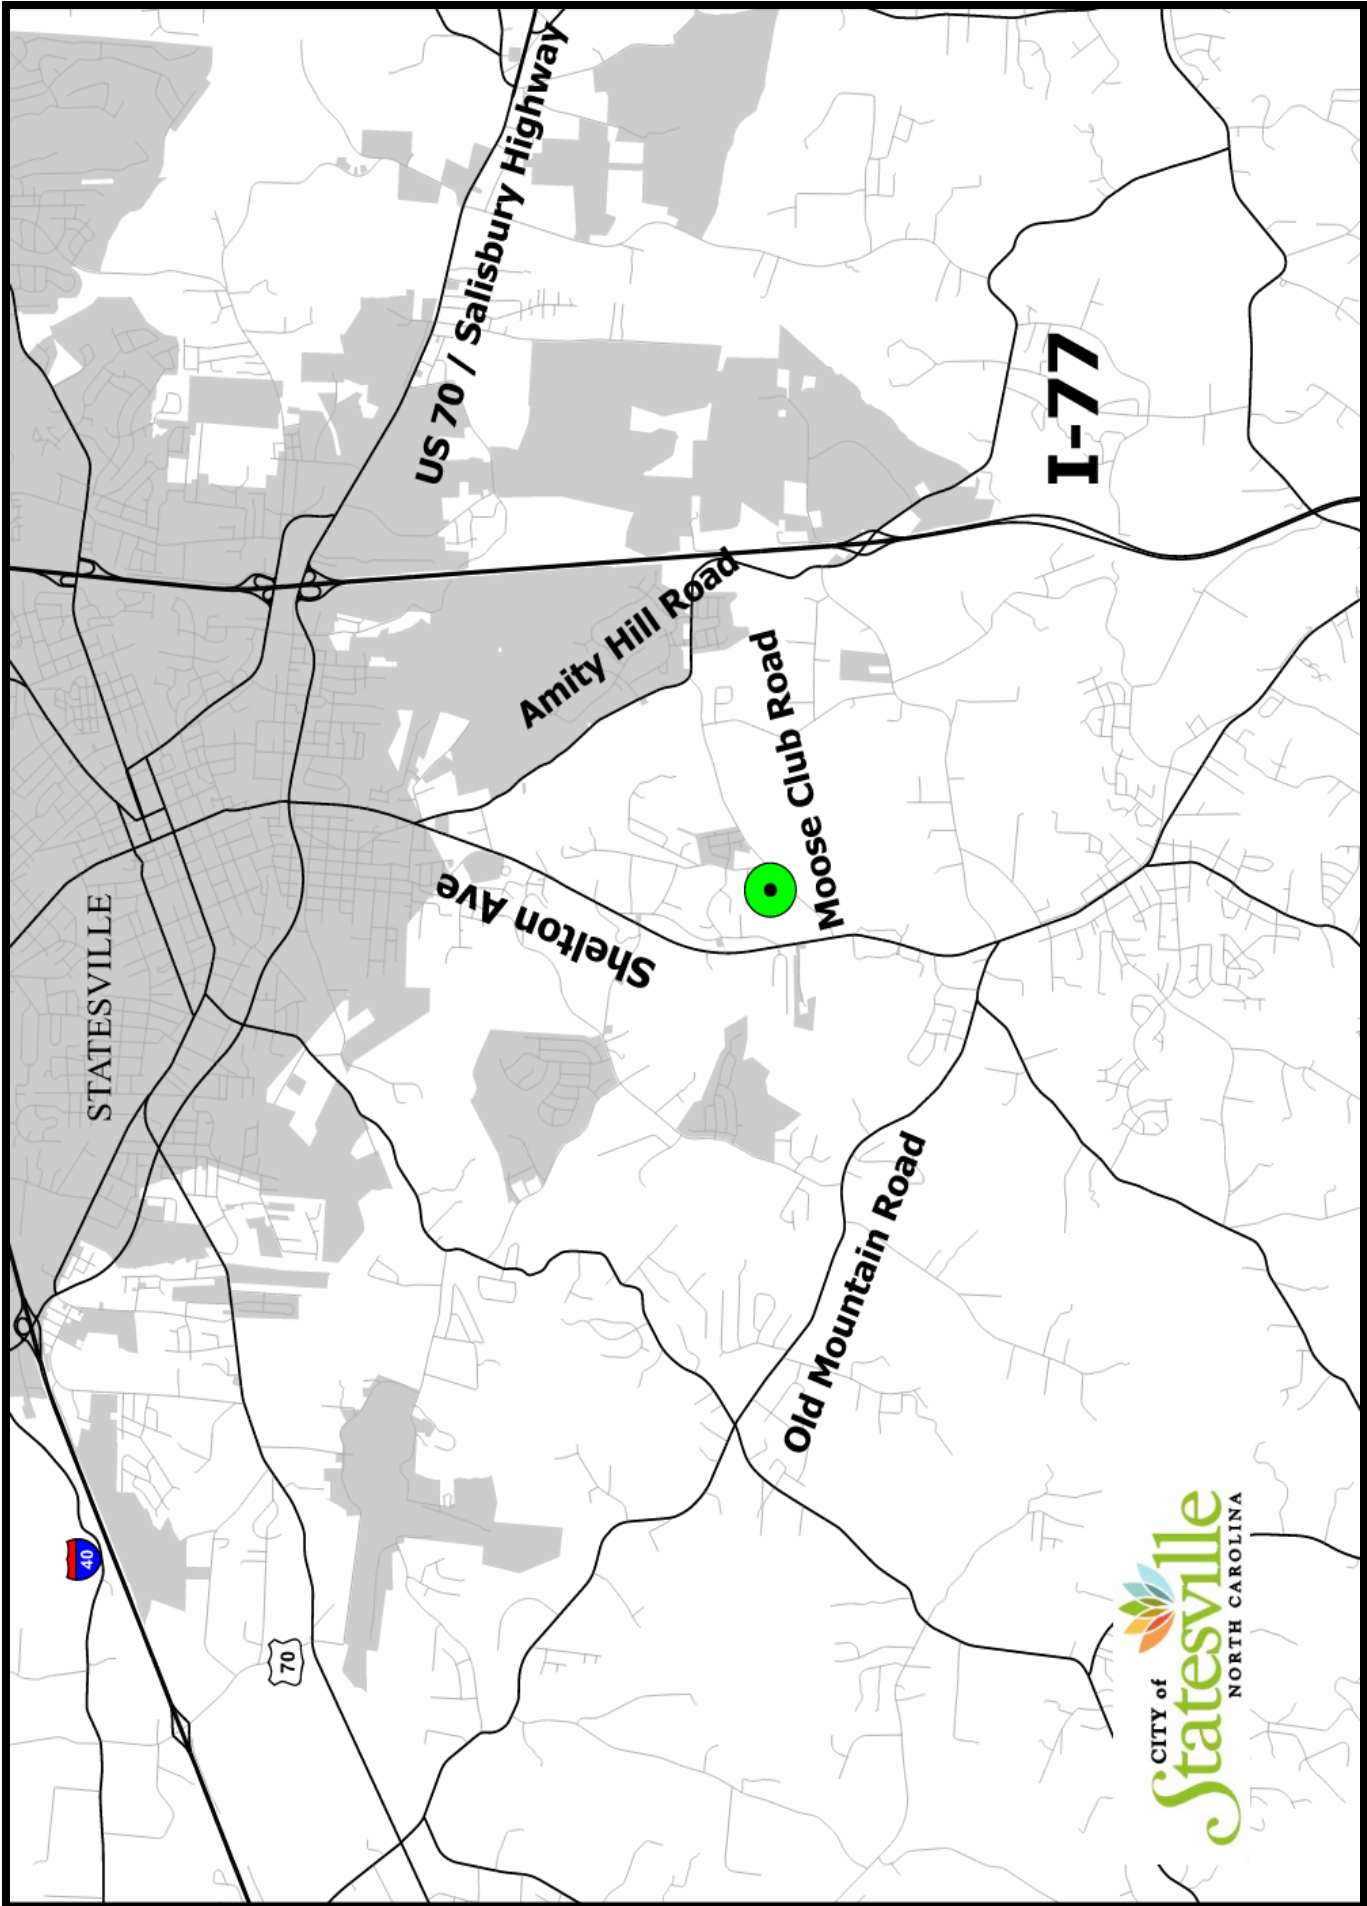 US 70 / Salisbury Highway
I-77
Amity Hill Road
Moose Club Road
Shelton Ave
STATESVILLE
Old Mountain Road
40
70
CITY of
Statesville
NORTH CAROLINA